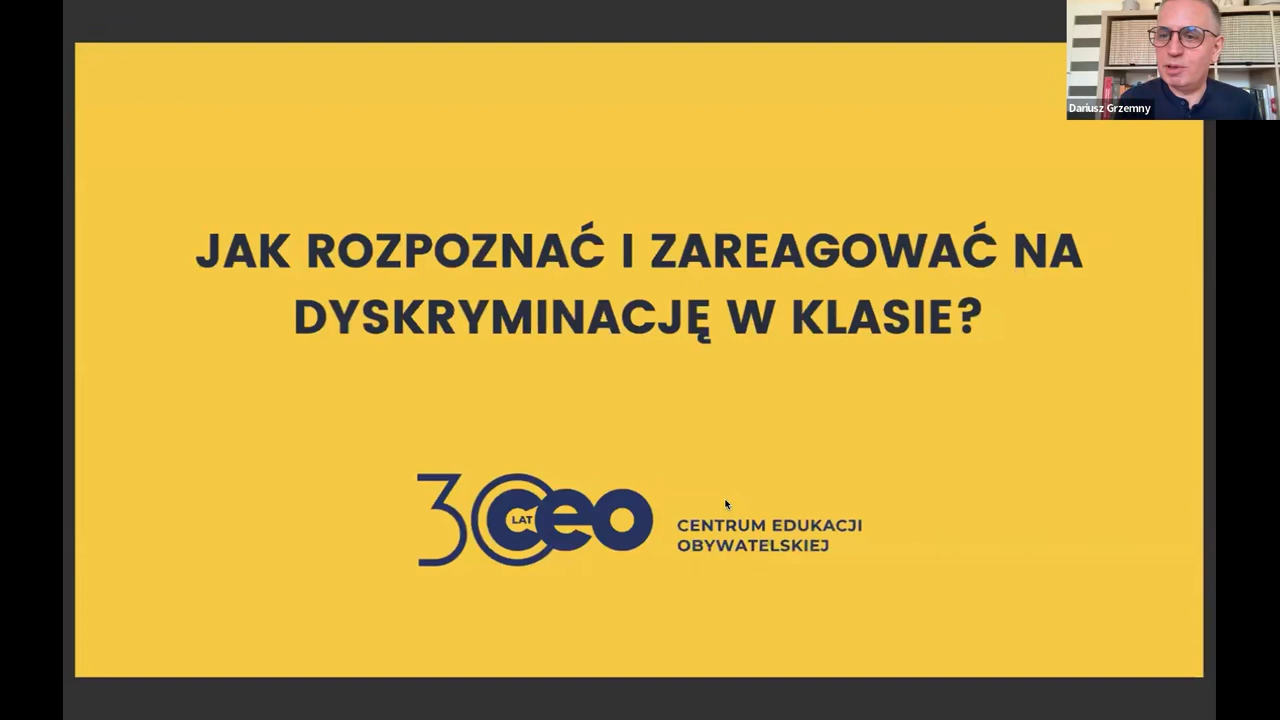 Dariusz Grzemny
JAK ROZPOZNAĆ I ZAREAGOWAĆ NA
DYSKRYMINACJĘ W KLASIE?
30 LAT ceo
CENTRUM EDUKACJI
OBYWATELSKIEJ